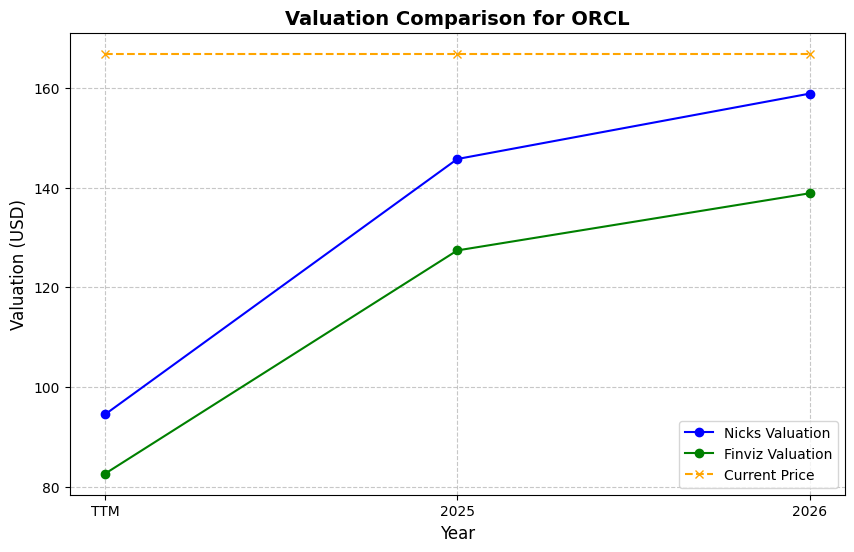 Valuation Comparison for ORCL
Valuation (USD)
160
140
120
100
80
TTM
2025
2026
Year
Nicks Valuation
Finviz Valuation
Current Price